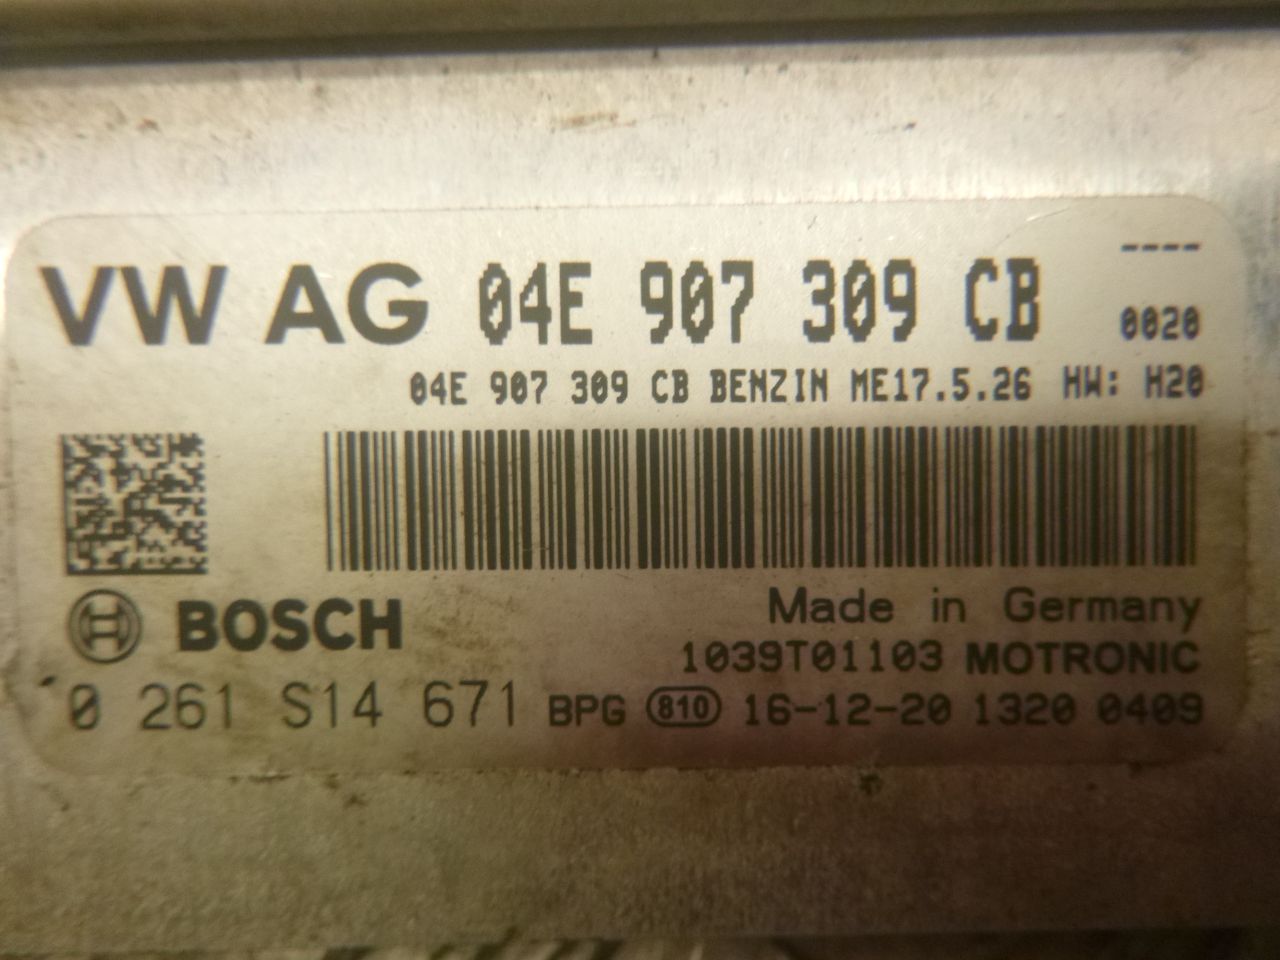 VW AG 04E 907 309 CB ----
0020
04E 907 309 CB BENZIN ME17.5.26 HW: H20
BOSCH
Made in Germany
1039T01103 MOTRONIC
0 261 S14 671 BPG 810 16-12-20 1320 0409